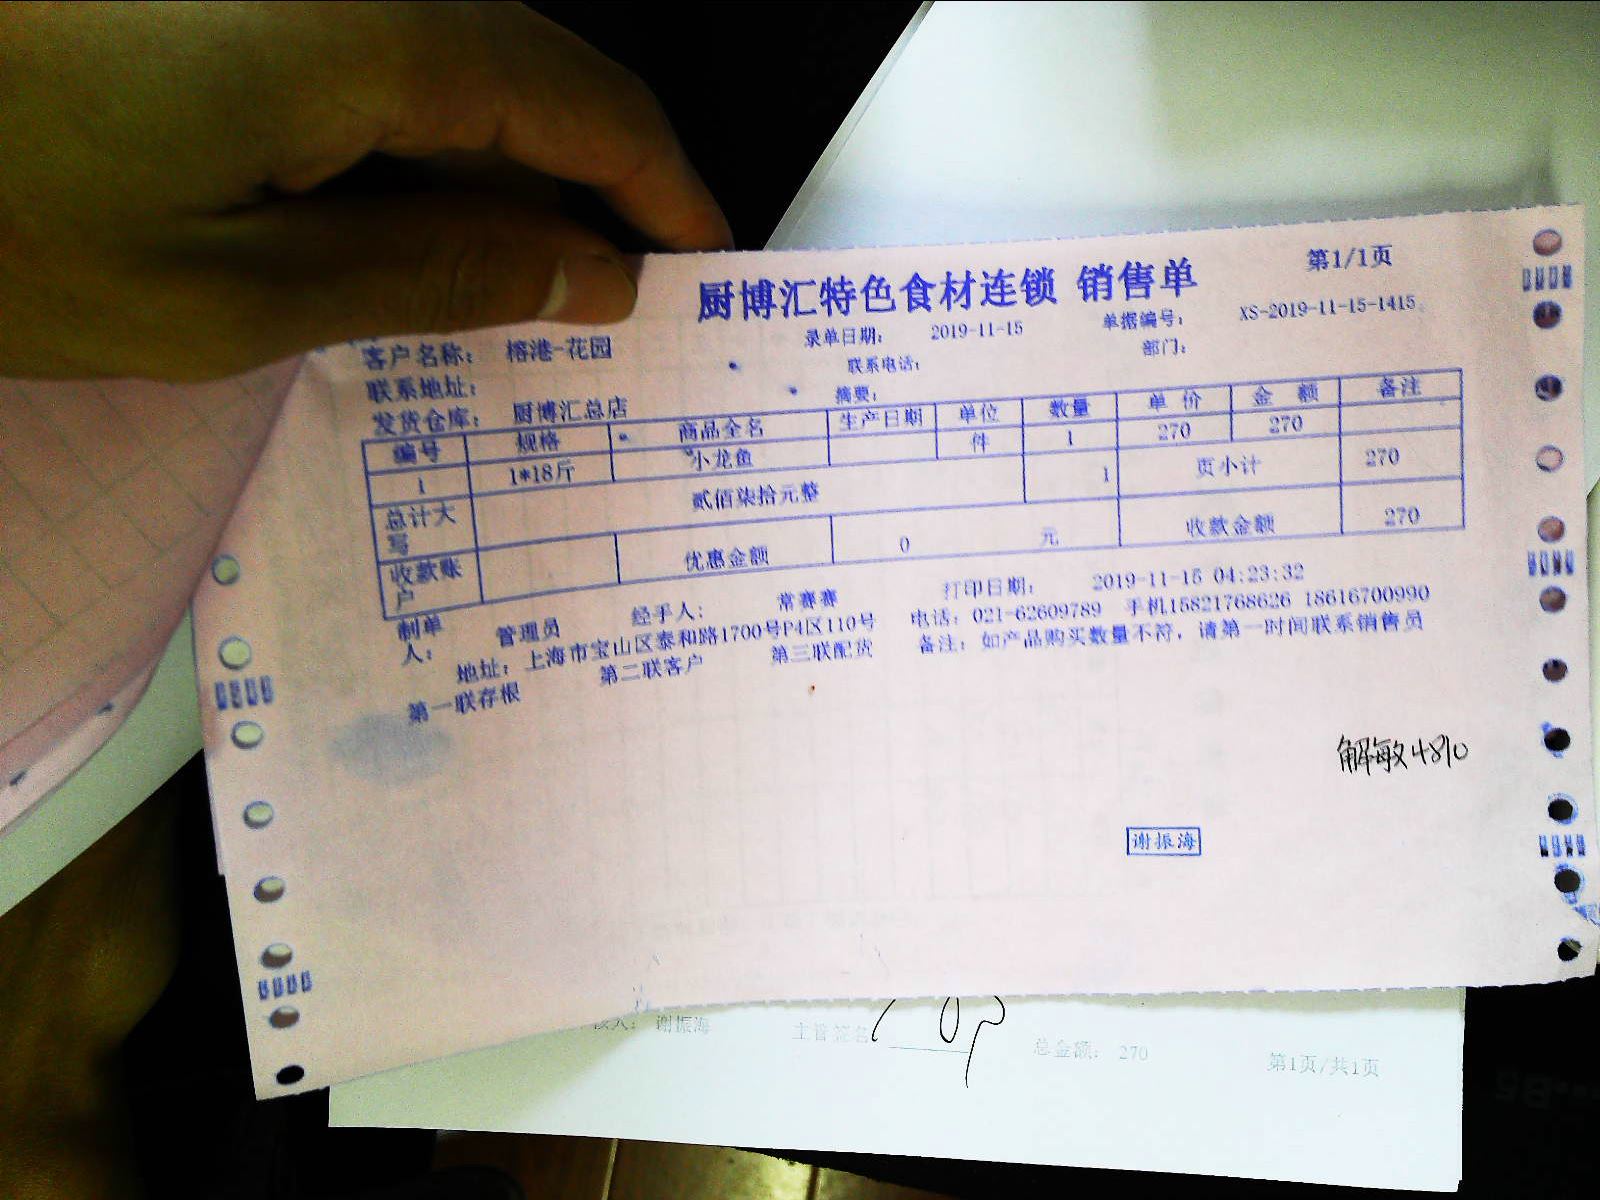 厨博汇特色食材连锁 销售单
第1/1页
客户名称： 榕港-花园 录单日期： 2019-11-15 单据编号： XS-2019-11-15-1415
联系地址： 联系电话： 部门：
发货仓库： 厨博汇总店 摘要：
编号 规格 商品全名 生产日期 单位 数量 单价 金额 备注
1 1*18斤 小龙鱼 件 1 270 270
总计大写 贰佰柒拾元整 1 页小计 270
收款账户 优惠金额 0 元 收款金额 270
制单人： 管理员 经手人： 常赛赛 打印日期： 2019-11-15 04:23:32
地址：上海市宝山区泰和路1700号P4区110号 电话：021-62609789 手机15821768626 18616700990
第一联存根 第二联客户 第三联配货 备注：如产品购买数量不符，请第一时间联系销售员
解敏4810
谢振海
谢振海 主管签名 总金额： 270 第1页/共1页